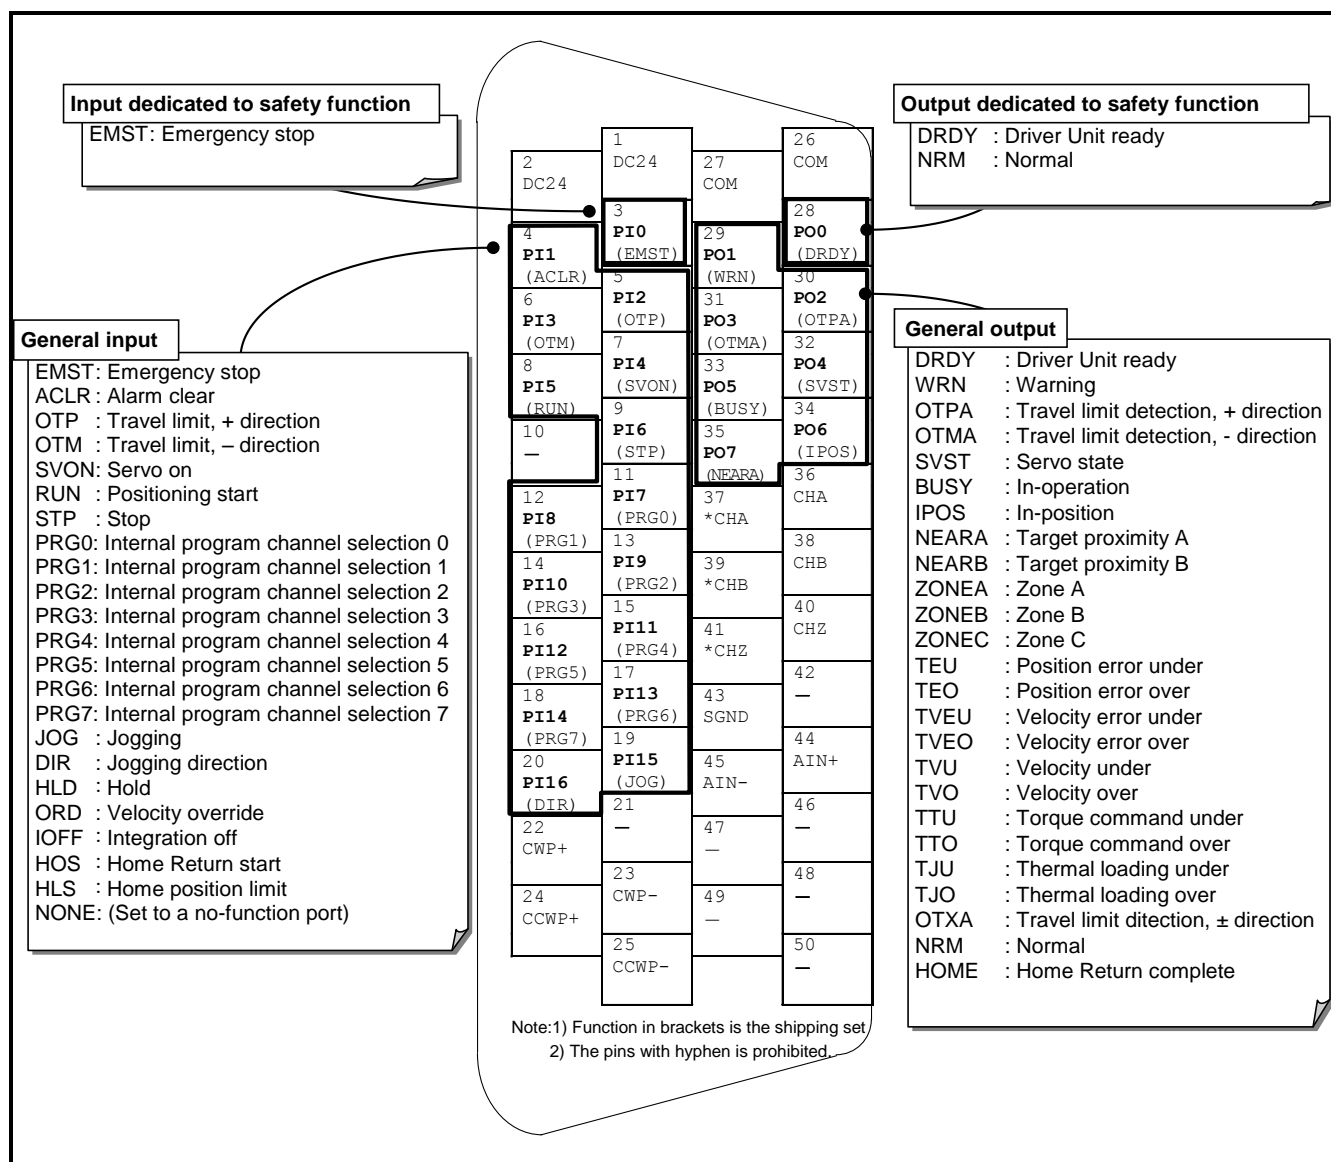 Input dedicated to safety function
EMST: Emergency stop
Output dedicated to safety function
DRDY : Driver Unit ready
NRM : Normal
General input
EMST: Emergency stop
ACLR : Alarm clear
OTP : Travel limit, + direction
OTM : Travel limit, – direction
SVON: Servo on
RUN : Positioning start
STP : Stop
PRG0: Internal program channel selection 0
PRG1: Internal program channel selection 1
PRG2: Internal program channel selection 2
PRG3: Internal program channel selection 3
PRG4: Internal program channel selection 4
PRG5: Internal program channel selection 5
PRG6: Internal program channel selection 6
PRG7: Internal program channel selection 7
JOG : Jogging
DIR : Jogging direction
HLD : Hold
ORD : Velocity override
IOFF : Integration off
HOS : Home Return start
HLS : Home position limit
NONE: (Set to a no-function port)
2
DC24
4
PI1
(ACLR)
6
PI3
(OTM)
8
PI5
(RUN)
10
–
12
PI8
(PRG1)
14
PI10
(PRG3)
16
PI12
(PRG5)
18
PI14
(PRG7)
20
PI16
(DIR)
22
CWP+
24
CCWP+
1
DC24
3
PI0
(EMST)
5
PI2
(OTP)
7
PI4
(SVON)
9
PI6
(STP)
11
PI7
(PRG0)
13
PI9
(PRG2)
15
PI11
(PRG4)
17
PI13
(PRG6)
19
PI15
(JOG)
21
–
23
CWP-
25
CCWP-
27
COM
29
PO1
(WRN)
31
PO3
(OTMA)
33
PO5
(BUSY)
35
PO7
(NEARA)
37
*CHA
39
*CHB
41
*CHZ
43
SGND
45
AIN-
47
–
49
–
26
COM
28
PO0
(DRDY)
30
PO2
(OTPA)
32
PO4
(SVST)
34
PO6
(IPOS)
36
CHA
38
CHB
40
CHZ
42
–
44
AIN+
46
–
48
–
50
–
General output
DRDY : Driver Unit ready
WRN : Warning
OTPA : Travel limit detection, + direction
OTMA : Travel limit detection, - direction
SVST : Servo state
BUSY : In-operation
IPOS : In-position
NEARA : Target proximity A
NEARB : Target proximity B
ZONEA : Zone A
ZONEB : Zone B
ZONEC : Zone C
TEU : Position error under
TEO : Position error over
TVEU : Velocity error under
TVEO : Velocity error over
TVU : Velocity under
TVO : Velocity over
TTU : Torque command under
TTO : Torque command over
TJU : Thermal loading under
TJO : Thermal loading over
OTXA : Travel limit ditection, ± direction
NRM : Normal
HOME : Home Return complete
Note:1) Function in brackets is the shipping set
2) The pins with hyphen is prohibited.